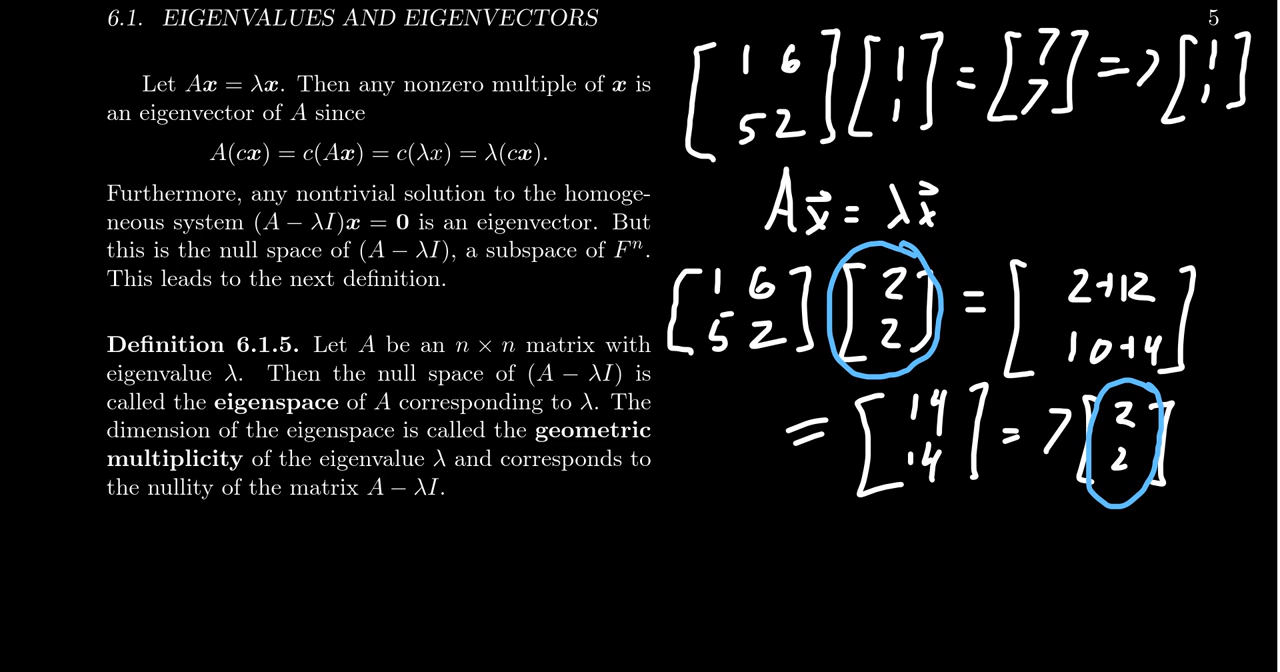 6.1. EIGENVALUES AND EIGENVECTORS 5
Let Ax = λx. Then any nonzero multiple of x is
an eigenvector of A since
A(cx) = c(Ax) = c(λx) = λ(cx).
Furthermore, any nontrivial solution to the homoge-
neous system (A − λI)x = 0 is an eigenvector. But
this is the null space of (A − λI), a subspace of Fⁿ.
This leads to the next definition.
Definition 6.1.5. Let A be an n × n matrix with
eigenvalue λ. Then the null space of (A − λI) is
called the eigenspace of A corresponding to λ. The
dimension of the eigenspace is called the geometric
multiplicity of the eigenvalue λ and corresponds to
the nullity of the matrix A − λI.
[1 6; 5 2] [1; 1] = [7; 7] = 7 [1; 1]
Ax⃗ = λx⃗
[1 6; 5 2] [2; 2] = [2+12; 10+4]
= [14; 14] = 7 [2; 2]